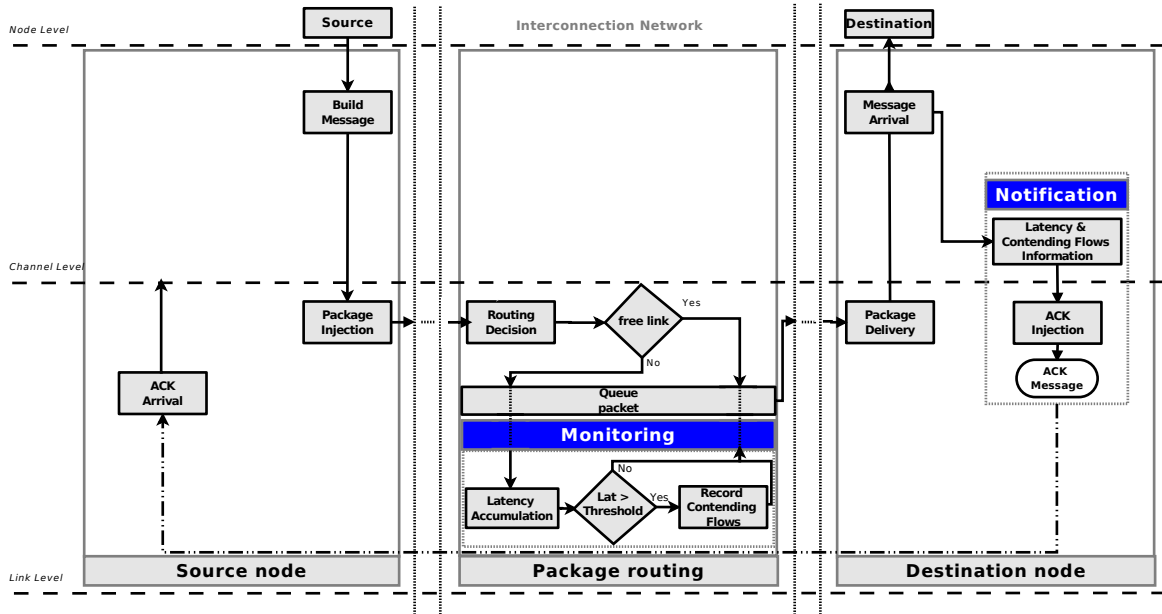 Node Level
Source
Interconnection Network
Destination
Build
Message
Message
Arrival
Notification
Latency &
Contending Flows
Information
Channel Level
Package
Injection
Routing
Decision
free link
Yes
No
Package
Delivery
ACK
Injection
ACK
Message
ACK
Arrival
Queue
packet
Monitoring
Latency
Accumulation
Lat >
Threshold
No
Yes
Record
Contending
Flows
Source node
Package routing
Destination node
Link Level